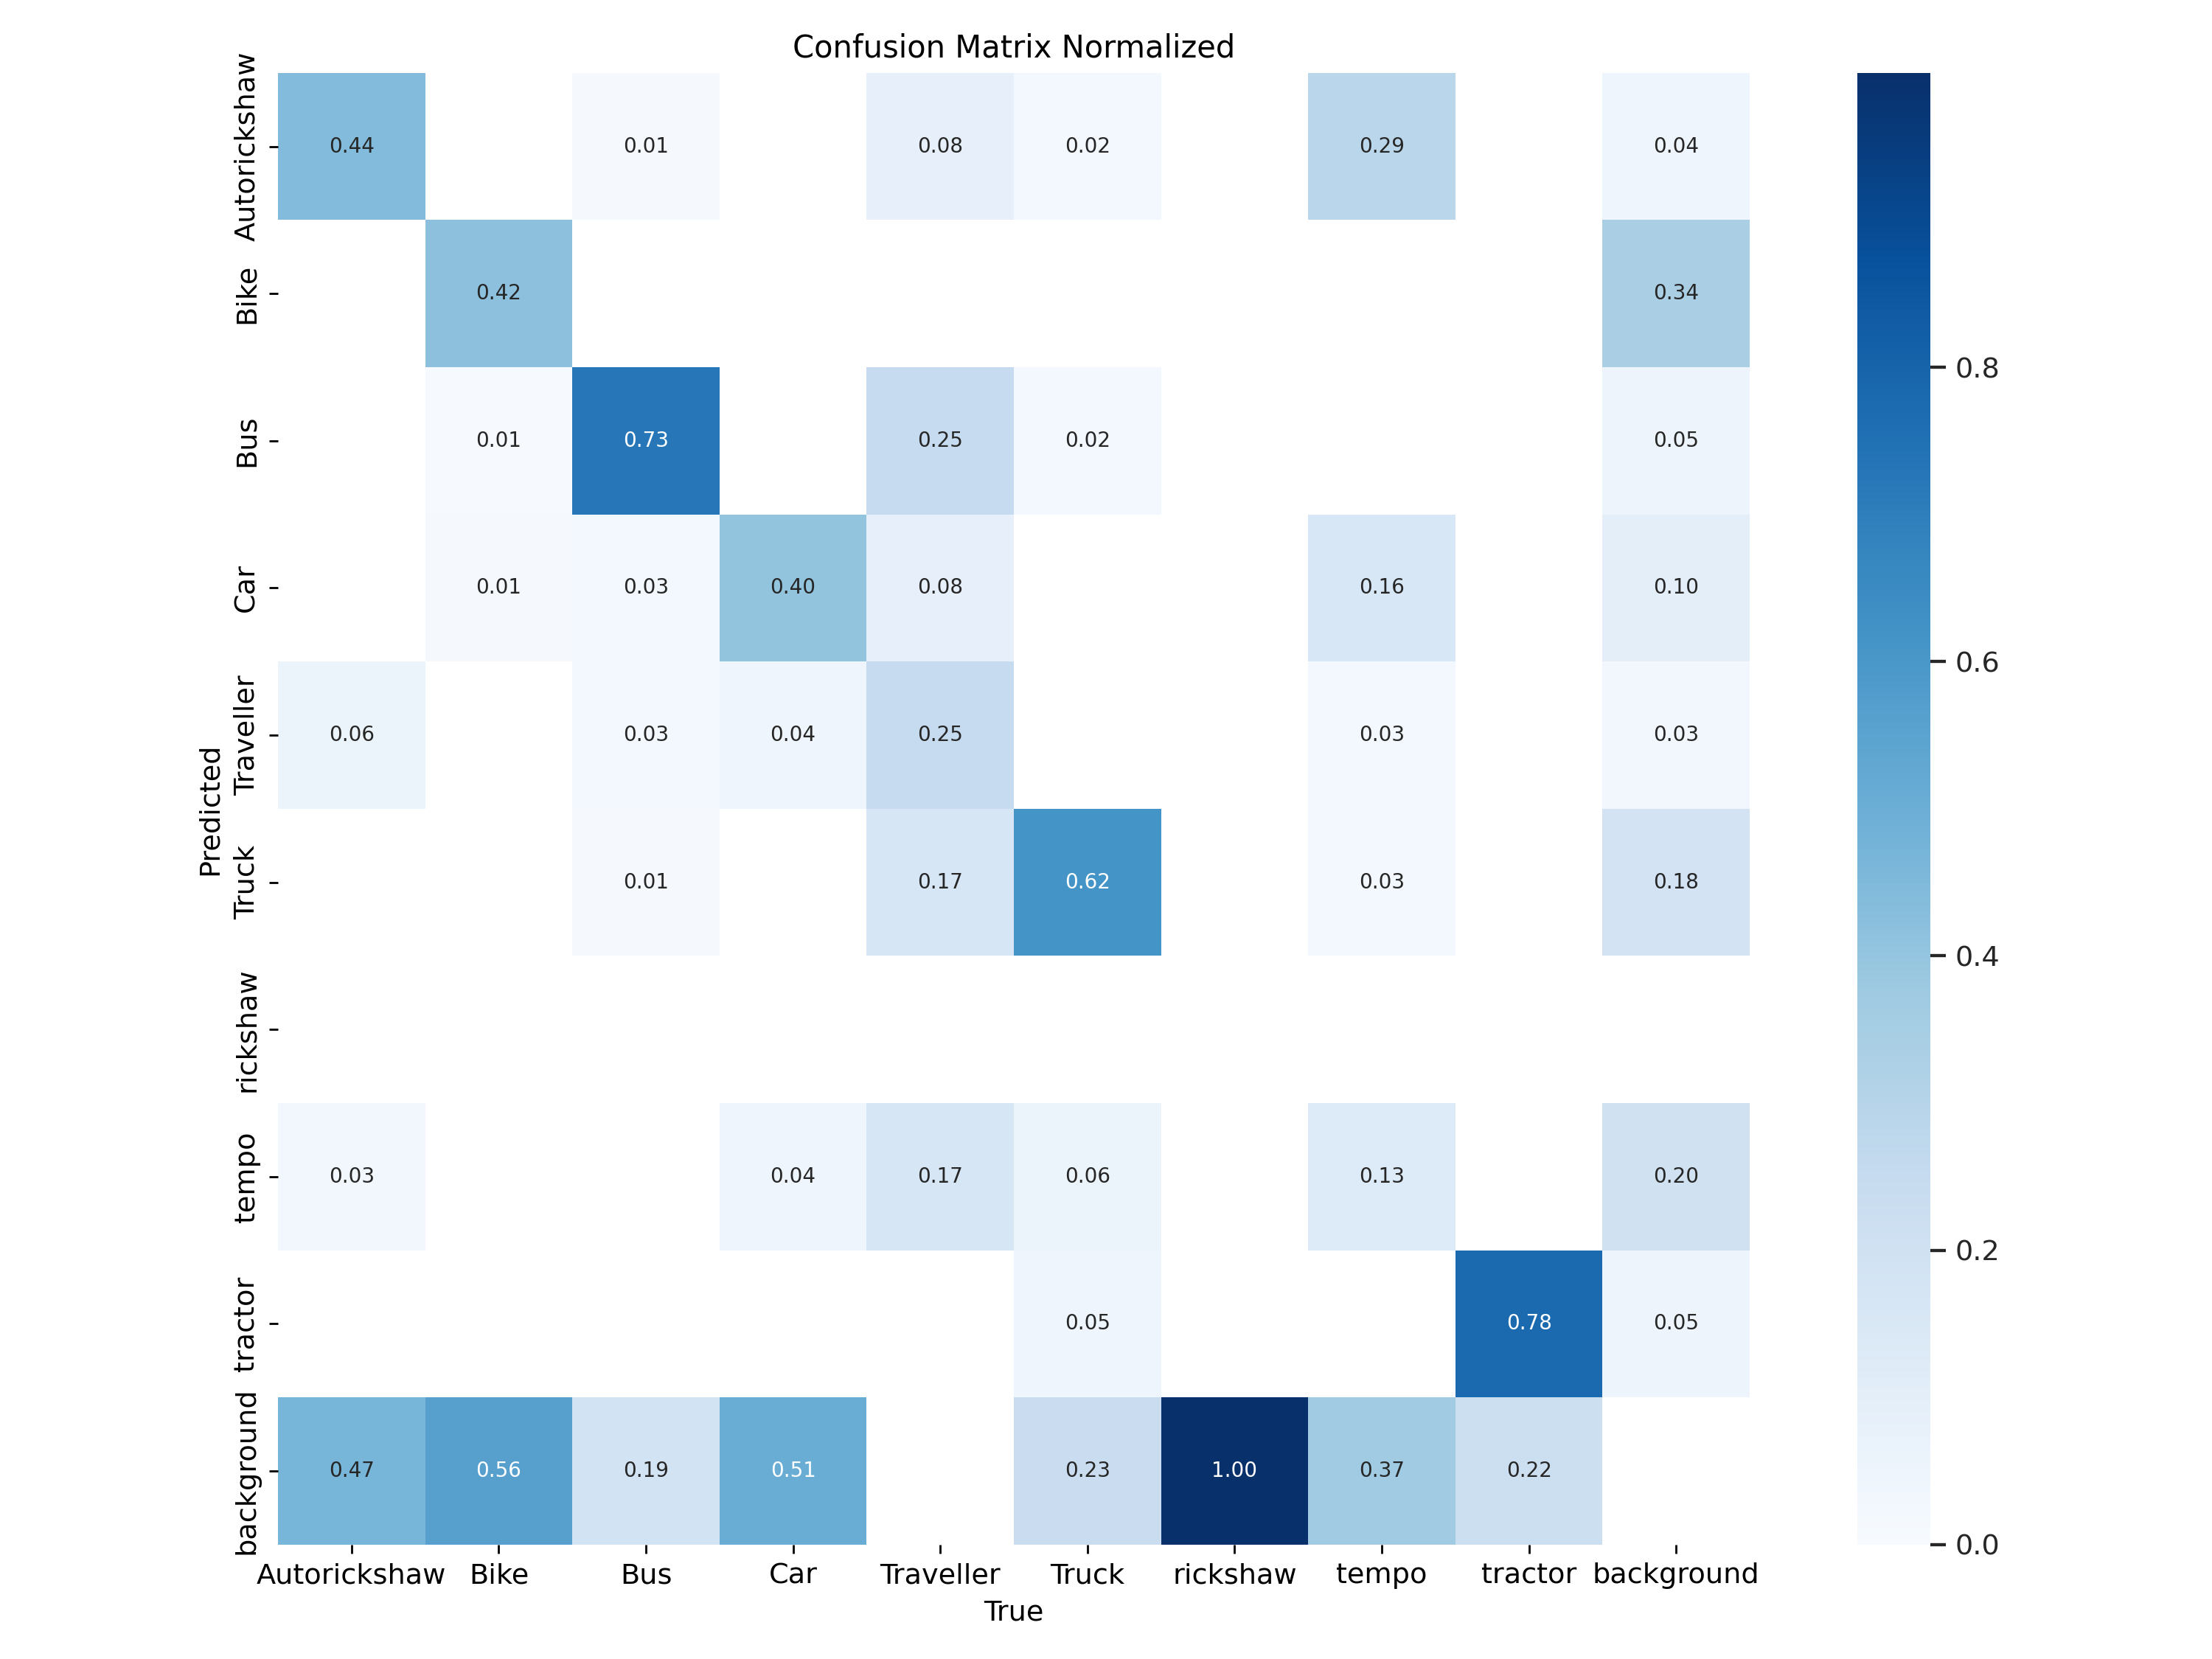 Confusion Matrix Normalized
Autorickshaw
0.44 0.01 0.08 0.02 0.29 0.04
Bike
0.42 0.34
Bus
0.01 0.73 0.25 0.02 0.05
Car
0.01 0.03 0.40 0.08 0.16 0.10
Traveller
0.06 0.03 0.04 0.25 0.03 0.03
Predicted
Truck
0.01 0.17 0.62 0.03 0.18
rickshaw
tempo
0.03 0.04 0.17 0.06 0.13 0.20
tractor
0.05 0.78 0.05
background
0.47 0.56 0.19 0.51 0.23 1.00 0.37 0.22
Autorickshaw Bike Bus Car Traveller Truck rickshaw tempo tractor background
True
0.8
0.6
0.4
0.2
0.0